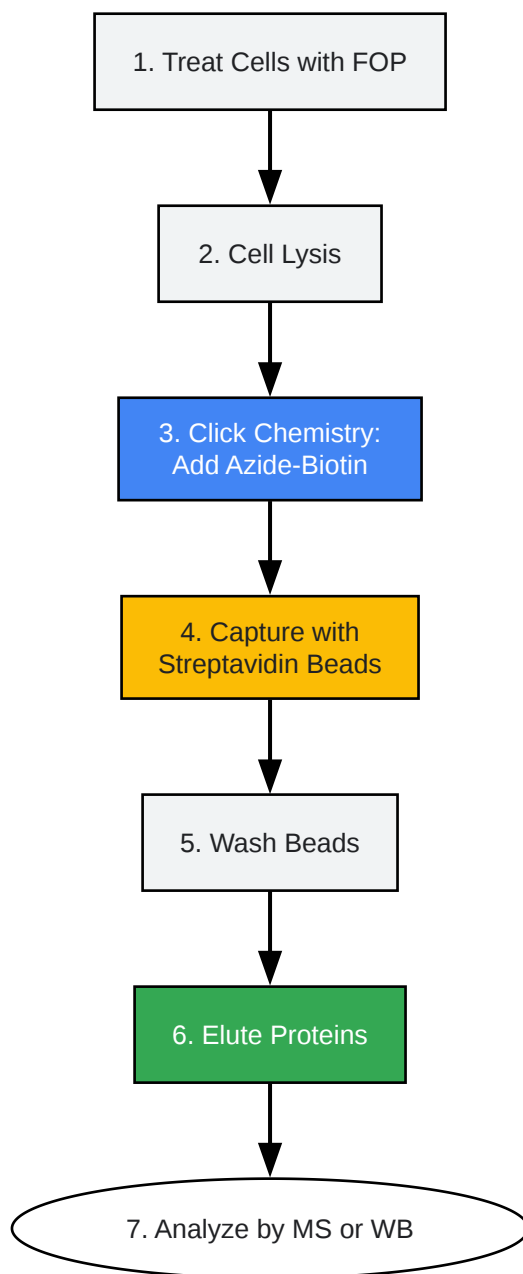 1. Treat Cells with FOP
2. Cell Lysis
3. Click Chemistry:
Add Azide-Biotin
4. Capture with
Streptavidin Beads
5. Wash Beads
6. Elute Proteins
7. Analyze by MS or WB